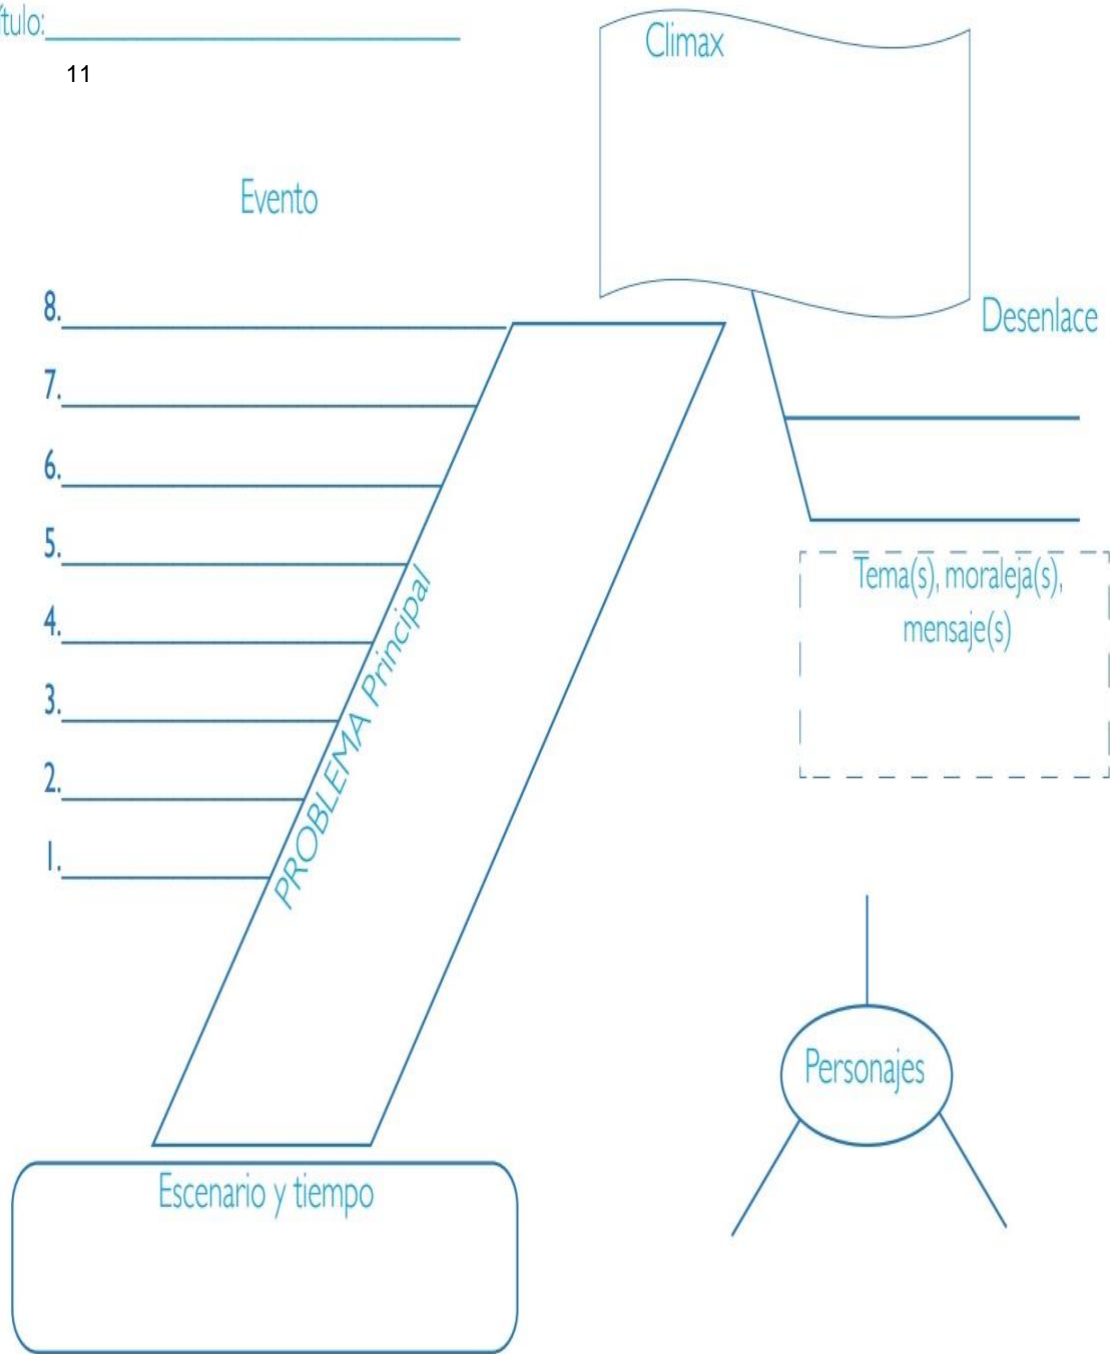 ítulo:
11
Climax
Evento
Desenlace
8.
7.
6.
5.
4.
3.
2.
1.
PROBLEMA Principal
Tema(s), moraleja(s),
mensaje(s)
Personajes
Escenario y tiempo